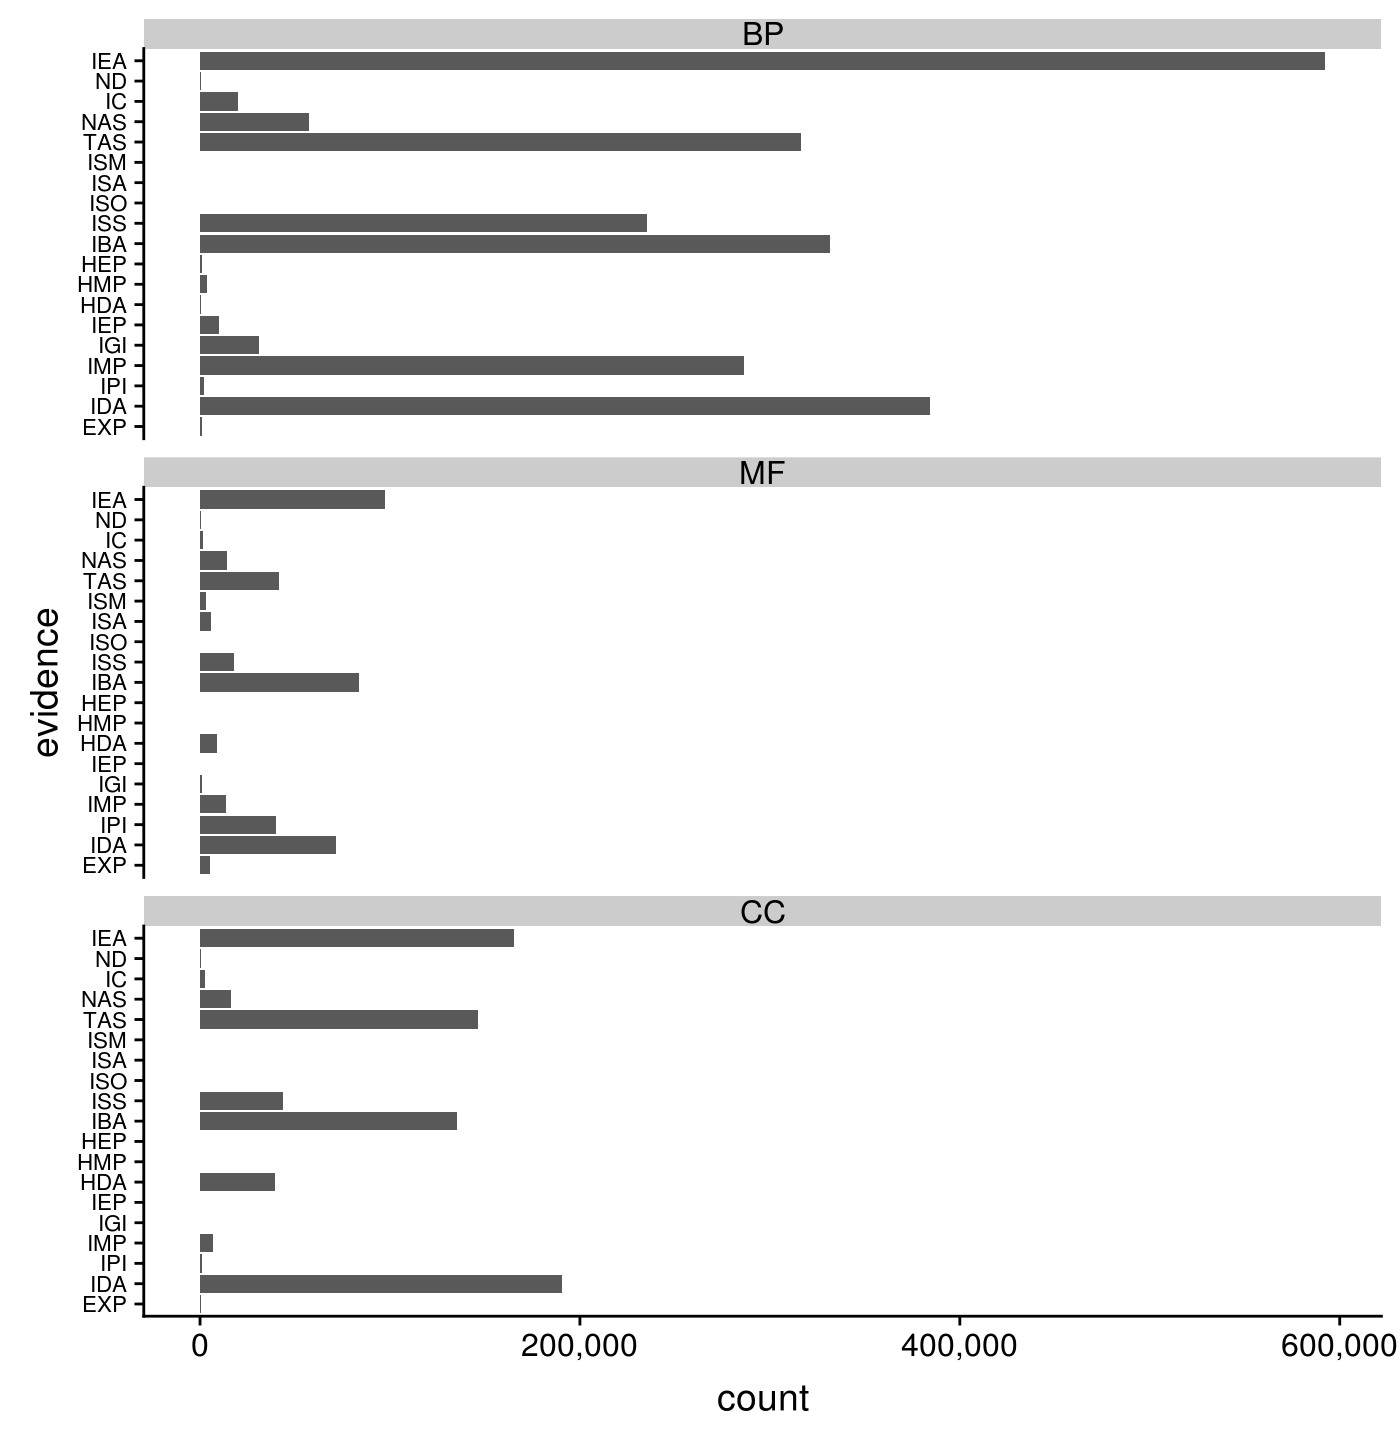 BP
IEA
ND
IC
NAS
TAS
ISM
ISA
ISO
ISS
IBA
HEP
HMP
HDA
IEP
IGI
IMP
IPI
IDA
EXP
MF
IEA
ND
IC
NAS
TAS
ISM
ISA
ISO
ISS
IBA
HEP
HMP
HDA
IEP
IGI
IMP
IPI
IDA
EXP
evidence
CC
IEA
ND
IC
NAS
TAS
ISM
ISA
ISO
ISS
IBA
HEP
HMP
HDA
IEP
IGI
IMP
IPI
IDA
EXP
0 200,000 400,000 600,000
count